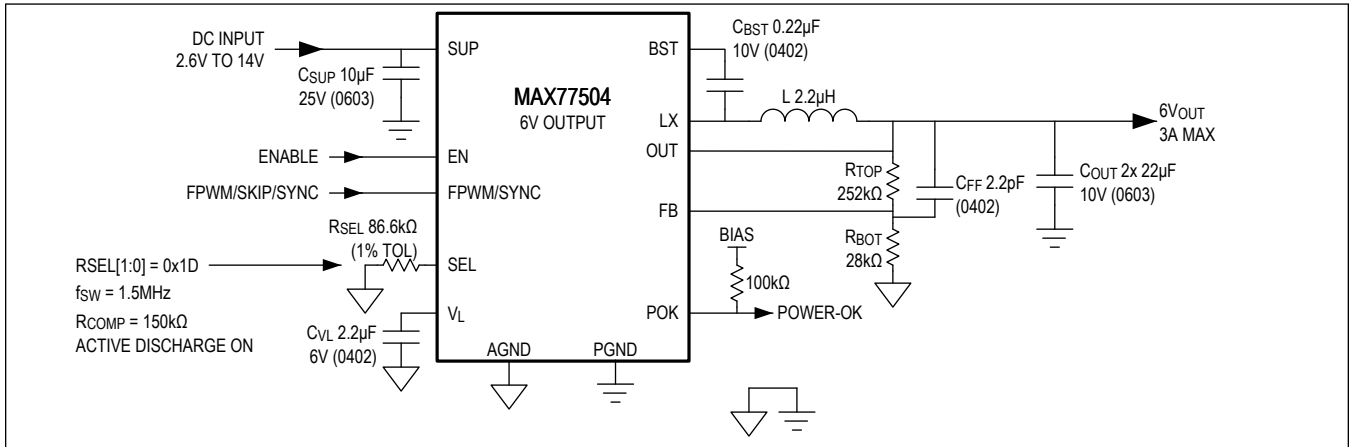 DC INPUT
2.6V TO 14V
CSUP 10µF
25V (0603)
SUP
BST
CBST 0.22µF
10V (0402)
MAX77504
6V OUTPUT
LX
L 2.2µH
6VOUT
3A MAX
OUT
ENABLE
EN
RTOP
252kΩ
CFF 2.2pF
(0402)
COUT 2x 22µF
10V (0603)
FPWM/SKIP/SYNC
FPWM/SYNC
FB
RSEL 86.6kΩ
(1% TOL)
SEL
BIAS
RBOT
28kΩ
RSEL[1:0] = 0x1D
fSW = 1.5MHz
RCOMP = 150kΩ
ACTIVE DISCHARGE ON
100kΩ
VL
CVL 2.2µF
6V (0402)
POK
POWER-OK
AGND
PGND